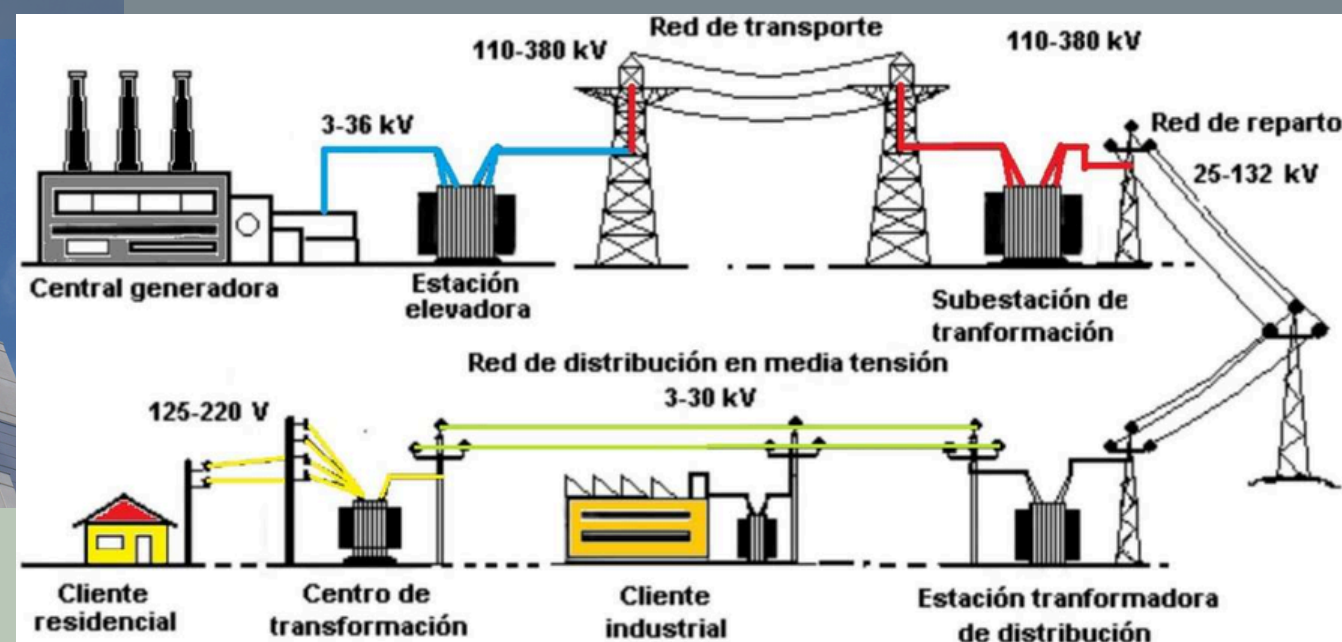 Red de transporte
110-380 kV
110-380 kV
3-36 kV
Red de reparto
25-132 kV
Central generadora
Estación
elevadora
Subestación de
tranformación
Red de distribución en media tensión
3-30 kV
125-220 V
Cliente
residencial
Centro de
transformación
Cliente
industrial
Estación tranformadora
de distribución